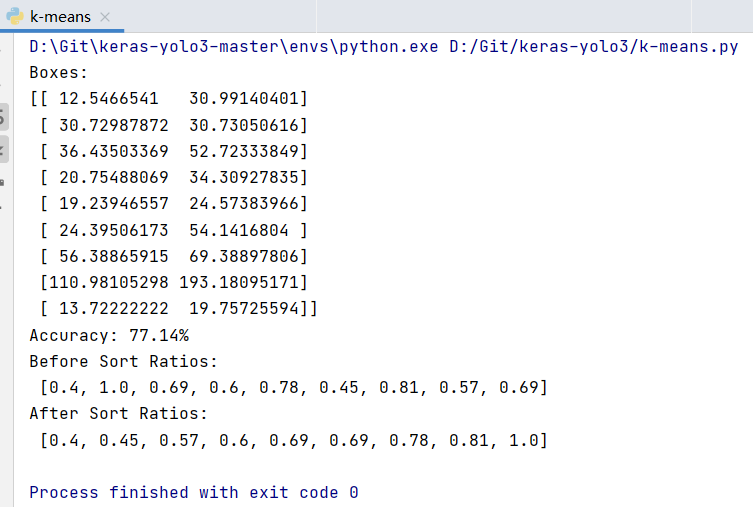 k-means
D:\Git\keras-yolo3-master\envs\python.exe D:/Git/keras-yolo3/k-means.py
Boxes:
[[ 12.5466541   30.99140401]
 [ 30.72987872  30.73050616]
 [ 36.43503369  52.72333849]
 [ 20.75488069  34.30927835]
 [ 19.23946557  24.57383966]
 [ 24.39506173  54.1416804 ]
 [ 56.38865915  69.38897806]
 [110.98105298 193.18095171]
 [ 13.72222222  19.75725594]]
Accuracy: 77.14%
Before Sort Ratios:
 [0.4, 1.0, 0.69, 0.6, 0.78, 0.45, 0.81, 0.57, 0.69]
After Sort Ratios:
 [0.4, 0.45, 0.57, 0.6, 0.69, 0.69, 0.78, 0.81, 1.0]
Process finished with exit code 0